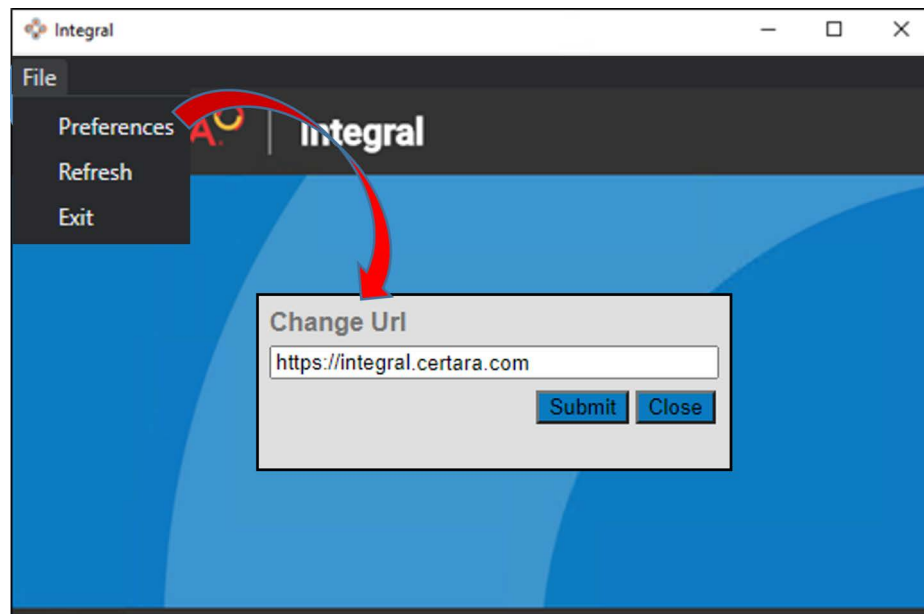 Integral
File
Preferences
A.
Integral
Refresh
Exit
Change Url
https://integral.certara.com
Submit Close